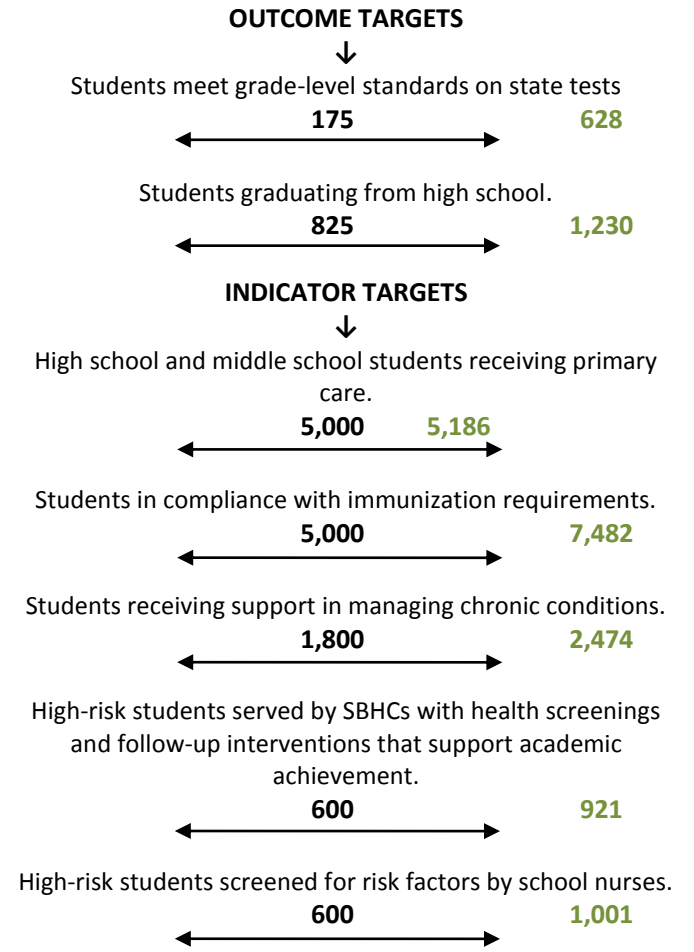 OUTCOME TARGETS
↓
Students meet grade-level standards on state tests
175 628
Students graduating from high school.
825 1,230
INDICATOR TARGETS
↓
High school and middle school students receiving primary
care.
5,000 5,186
Students in compliance with immunization requirements.
5,000 7,482
Students receiving support in managing chronic conditions.
1,800 2,474
High-risk students served by SBHCs with health screenings
and follow-up interventions that support academic
achievement.
600 921
High-risk students screened for risk factors by school nurses.
600 1,001